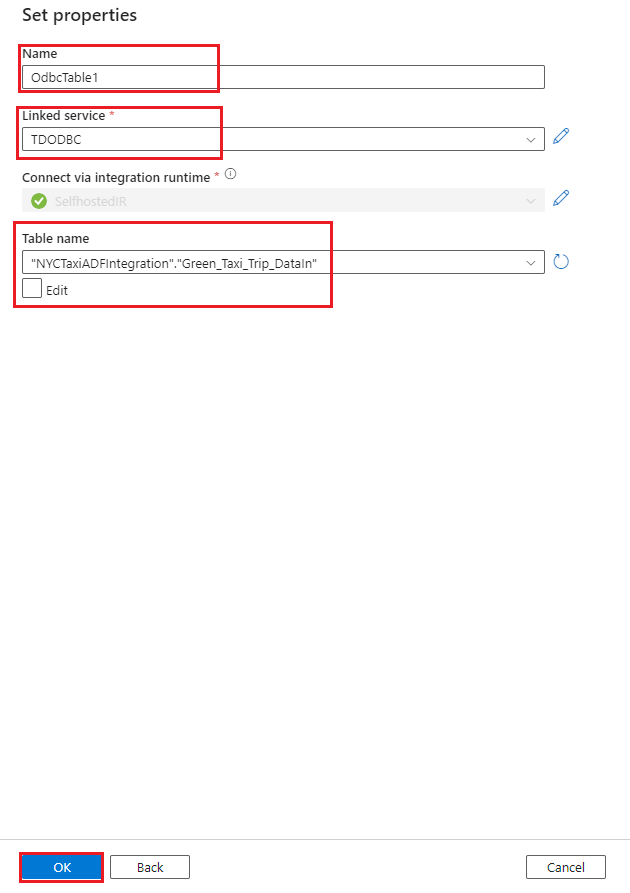 Set properties
Name
OdbcTable1
Linked service *
TDODBC
Connect via integration runtime *
SelfhostedIR
Table name
"NYCTaxiADFIntegration"."Green_Taxi_Trip_DataIn"
Edit
OK Back Cancel